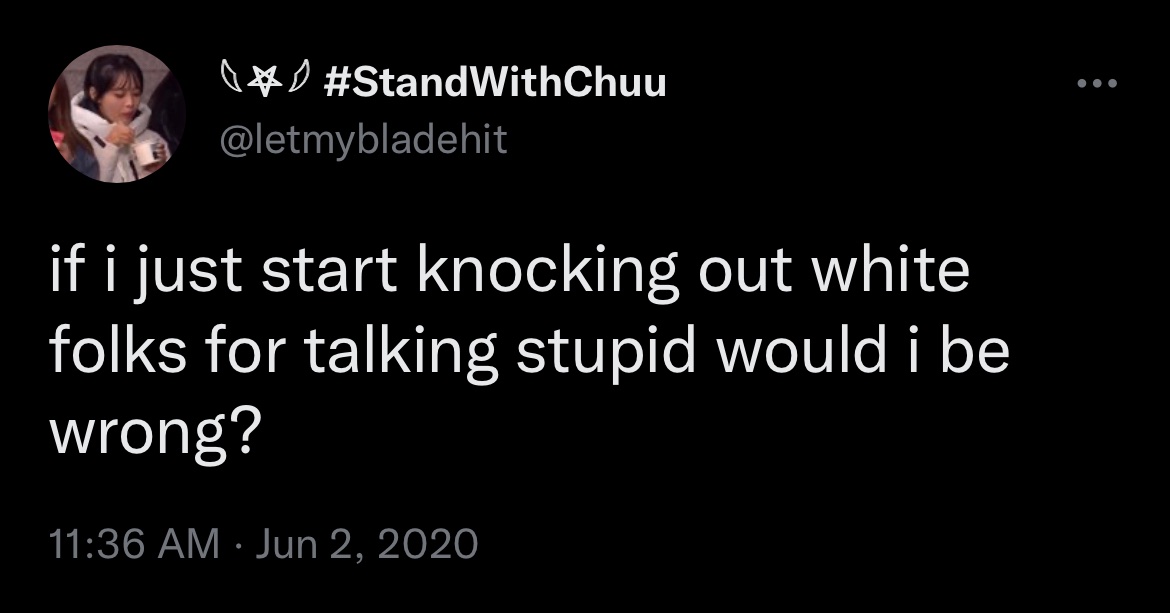 #StandWithChuu
@letmybladehit
if i just start knocking out white
folks for talking stupid would i be
wrong?
11:36 AM · Jun 2, 2020